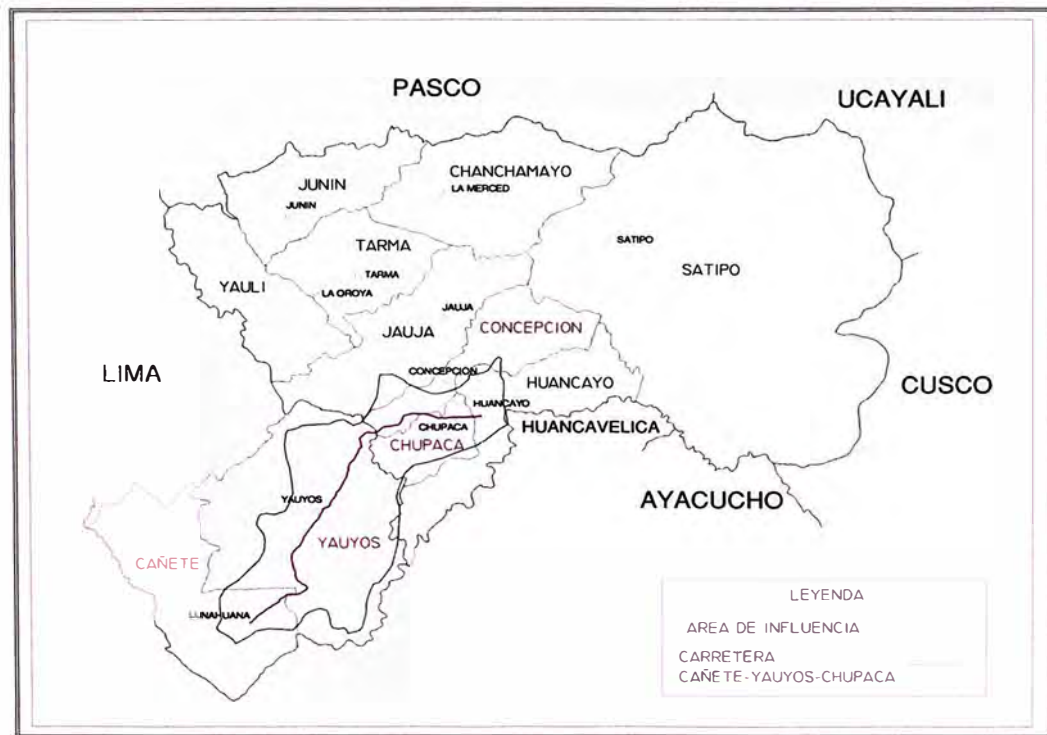 PASCO
UCAYALI
CHANCHAMAYO
LA MERCED
JUNIN
JUNIN
SATIPO
SATIPO
TARMA
TARMA
LA OROYA
YAULI
JAUJA
JAUJA
CONCEPCION
LIMA
CONCEPCION
HUANCAYO
CUSCO
HUANCAYO
CHUPACA
HUANCAVELICA
CHUPACA
AYACUCHO
YAUYOS
YAUYOS
CAÑETE
LUNAHUANA
LEYENDA
AREA DE INFLUENCIA
CARRETERA
CAÑETE-YAUYOS-CHUPACA